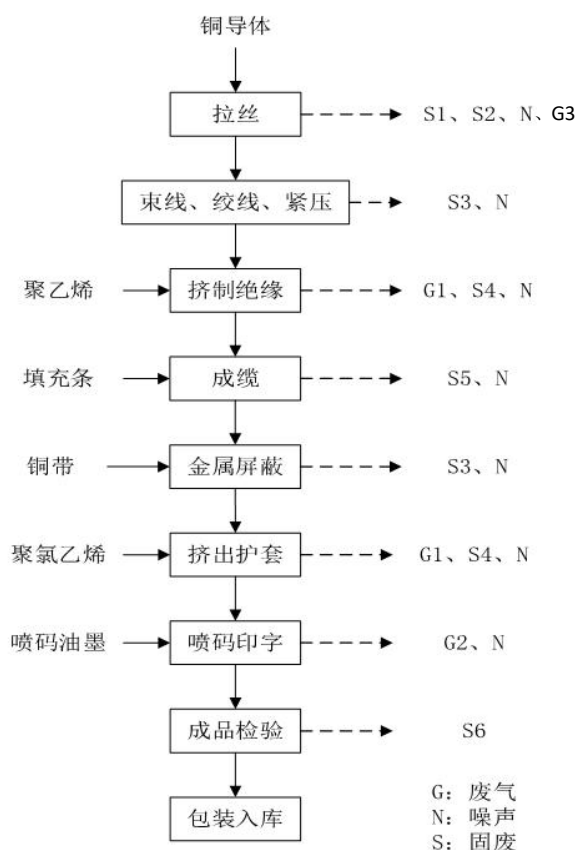 铜导体
拉丝 S1、S2、N、G3
束线、绞线、紧压 S3、N
聚乙烯 挤制绝缘 G1、S4、N
填充条 成缆 S5、N
铜带 金属屏蔽 S3、N
聚氯乙烯 挤出护套 G1、S4、N
喷码油墨 喷码印字 G2、N
成品检验 S6
包装入库
G: 废气
N: 噪声
S: 固废